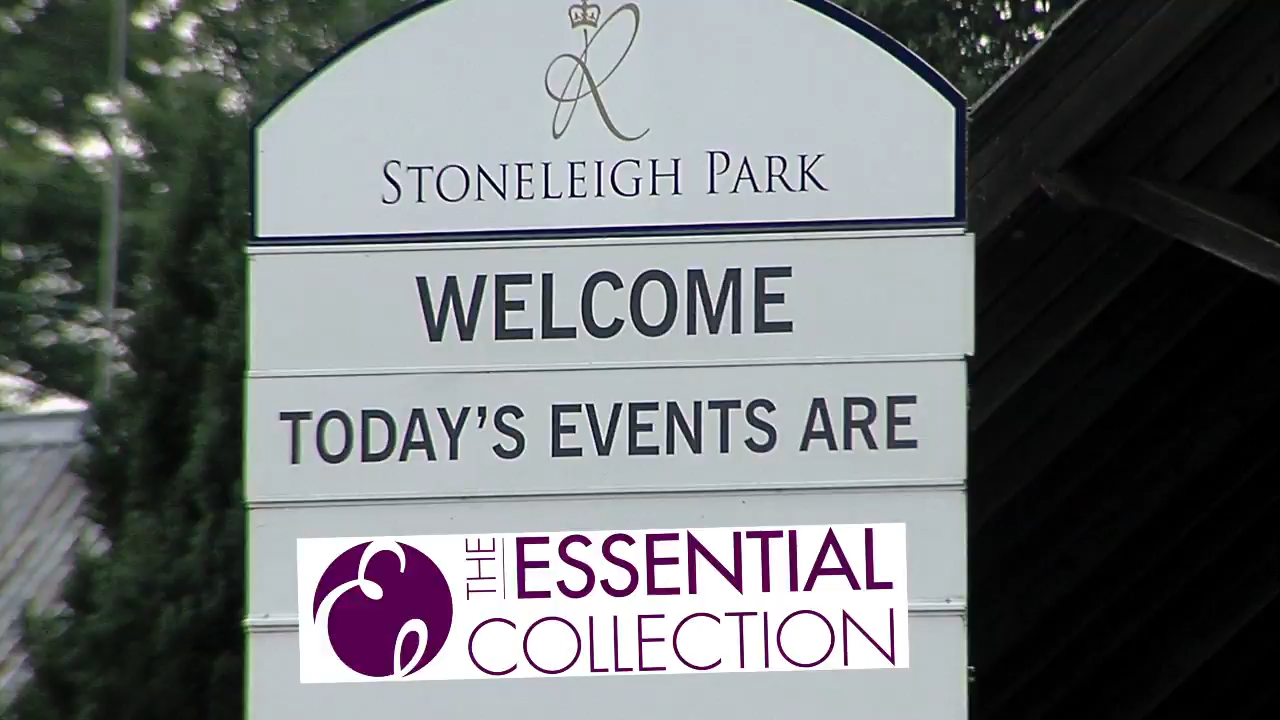 R
STONELEIGH PARK
WELCOME
TODAY'S EVENTS ARE
THE ESSENTIAL
COLLECTION